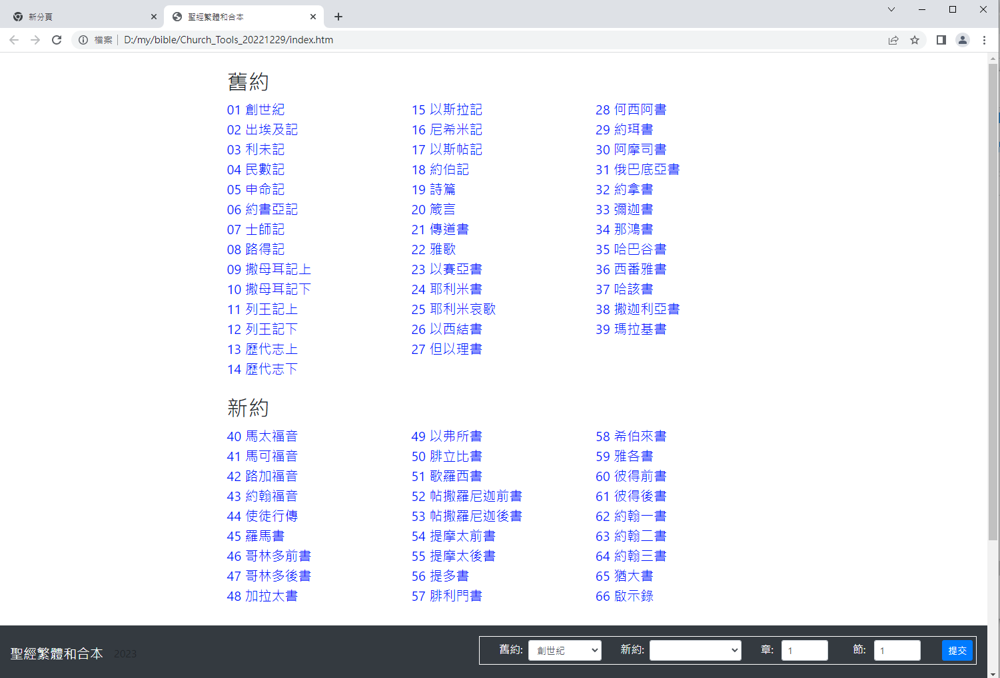 新分頁
聖經繁體和合本
檔案 | D:/my/bible/Church_Tools_20221229/index.htm
舊約
01 創世紀
02 出埃及記
03 利未記
04 民數記
05 申命記
06 約書亞記
07 士師記
08 路得記
09 撒母耳記上
10 撒母耳記下
11 列王記上
12 列王記下
13 歷代志上
14 歷代志下
15 以斯拉記
16 尼希米記
17 以斯帖記
18 約伯記
19 詩篇
20 箴言
21 傳道書
22 雅歌
23 以賽亞書
24 耶利米書
25 耶利米哀歌
26 以西結書
27 但以理書
28 何西阿書
29 約珥書
30 阿摩司書
31 俄巴底亞書
32 約拿書
33 彌迦書
34 那鴻書
35 哈巴谷書
36 西番雅書
37 哈該書
38 撒迦利亞書
39 瑪拉基書
新約
40 馬太福音
41 馬可福音
42 路加福音
43 約翰福音
44 使徒行傳
45 羅馬書
46 哥林多前書
47 哥林多後書
48 加拉太書
49 以弗所書
50 腓立比書
51 歌羅西書
52 帖撒羅尼迦前書
53 帖撒羅尼迦後書
54 提摩太前書
55 提摩太後書
56 提多書
57 腓利門書
58 希伯來書
59 雅各書
60 彼得前書
61 彼得後書
62 約翰一書
63 約翰二書
64 約翰三書
65 猶大書
66 啟示錄
聖經繁體和合本 2023
舊約: 創世紀 新約: 章: 1 節: 1 提交